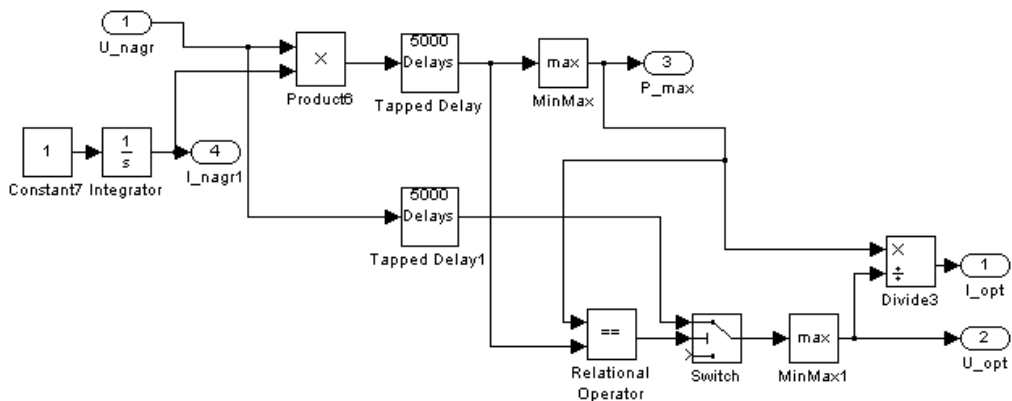 1
U_nagr
×
Product6
5000
Delays
Tapped Delay
max
MinMax
3
P_max
1
Constant7
1
s
Integrator
4
I_nagr1
5000
Delays
Tapped Delay1
×
÷
Divide3
1
I_opt
==
Relational
Operator
Switch
max
MinMax1
2
U_opt